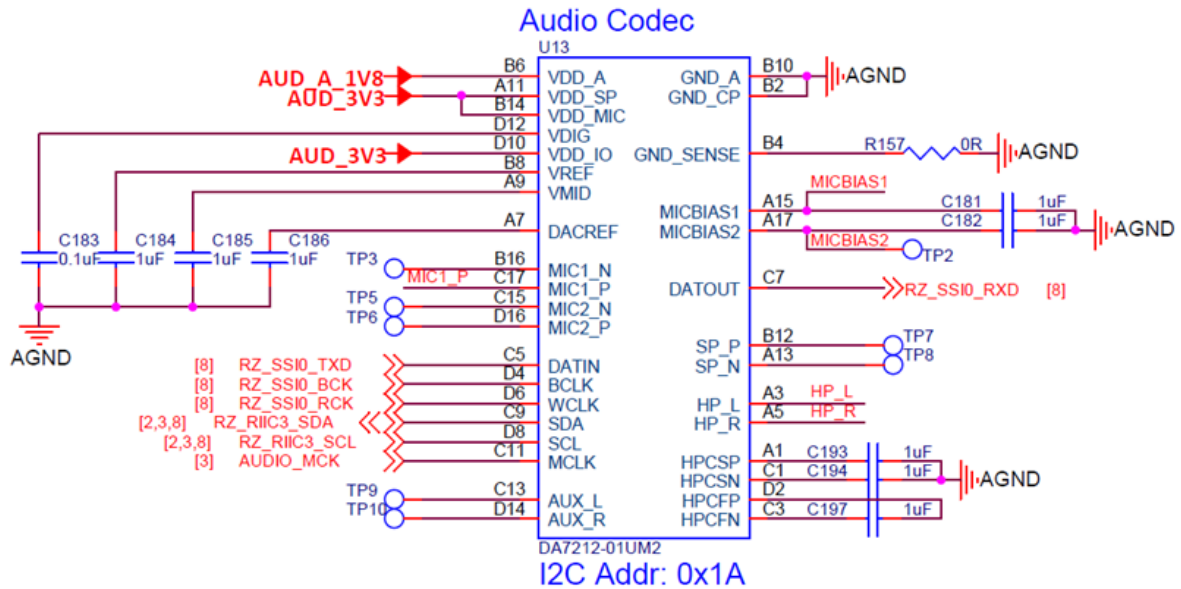 Audio Codec
U13
AUD_A_1V8 B6 VDD_A GND_A B10 AGND
AUD_3V3 A11 VDD_SP GND_CP B2
B14 VDD_MIC
D12 VDIG
AUD_3V3 D10 VDD_IO GND_SENSE B4 R157 0R AGND
B8 VREF
A9 VMID
MICBIAS1
A15 MICBIAS1 C181 1uF
A7 DACREF MICBIAS2 A17 C182 1uF AGND
MICBIAS2 TP2
C183 C184 C185 C186
0.1uF 1uF 1uF 1uF
TP3 B16 MIC1_N
MIC1_P C17 MIC1_P DATOUT C7 RZ_SSI0_RXD [8]
TP5 C15 MIC2_N
TP6 D16 MIC2_P
AGND
SP_P B12 TP7
SP_N A13 TP8
[8] RZ_SSI0_TXD C5 DATIN
[8] RZ_SSI0_BCK D4 BCLK
[8] RZ_SSI0_RCK D6 WCLK HP_L A3 HP_L
[2,3,8] RZ_RIIC3_SDA C9 SDA HP_R A5 HP_R
[2,3,8] RZ_RIIC3_SCL D8 SCL
[3] AUDIO_MCK C11 MCLK HPCSP A1 C193 1uF
HPCSN C1 C194 1uF AGND
TP9 C13 AUX_L HPCFP D2
TP10 D14 AUX_R HPCFN C3 C197 1uF
DA7212-01UM2
I2C Addr: 0x1A